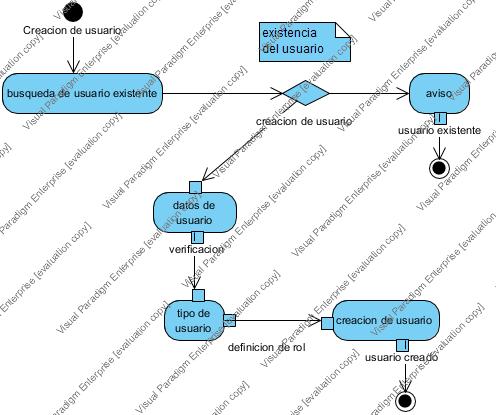 Creacion de usuario
existencia
del usuario
busqueda de usuario existente
aviso
creacion de usuario
usuario existente
datos de
usuario
verificacion
tipo de
usuario
creacion de usuario
definicion de rol
usuario creado
Visual Paradigm Enterprise [evaluation copy]